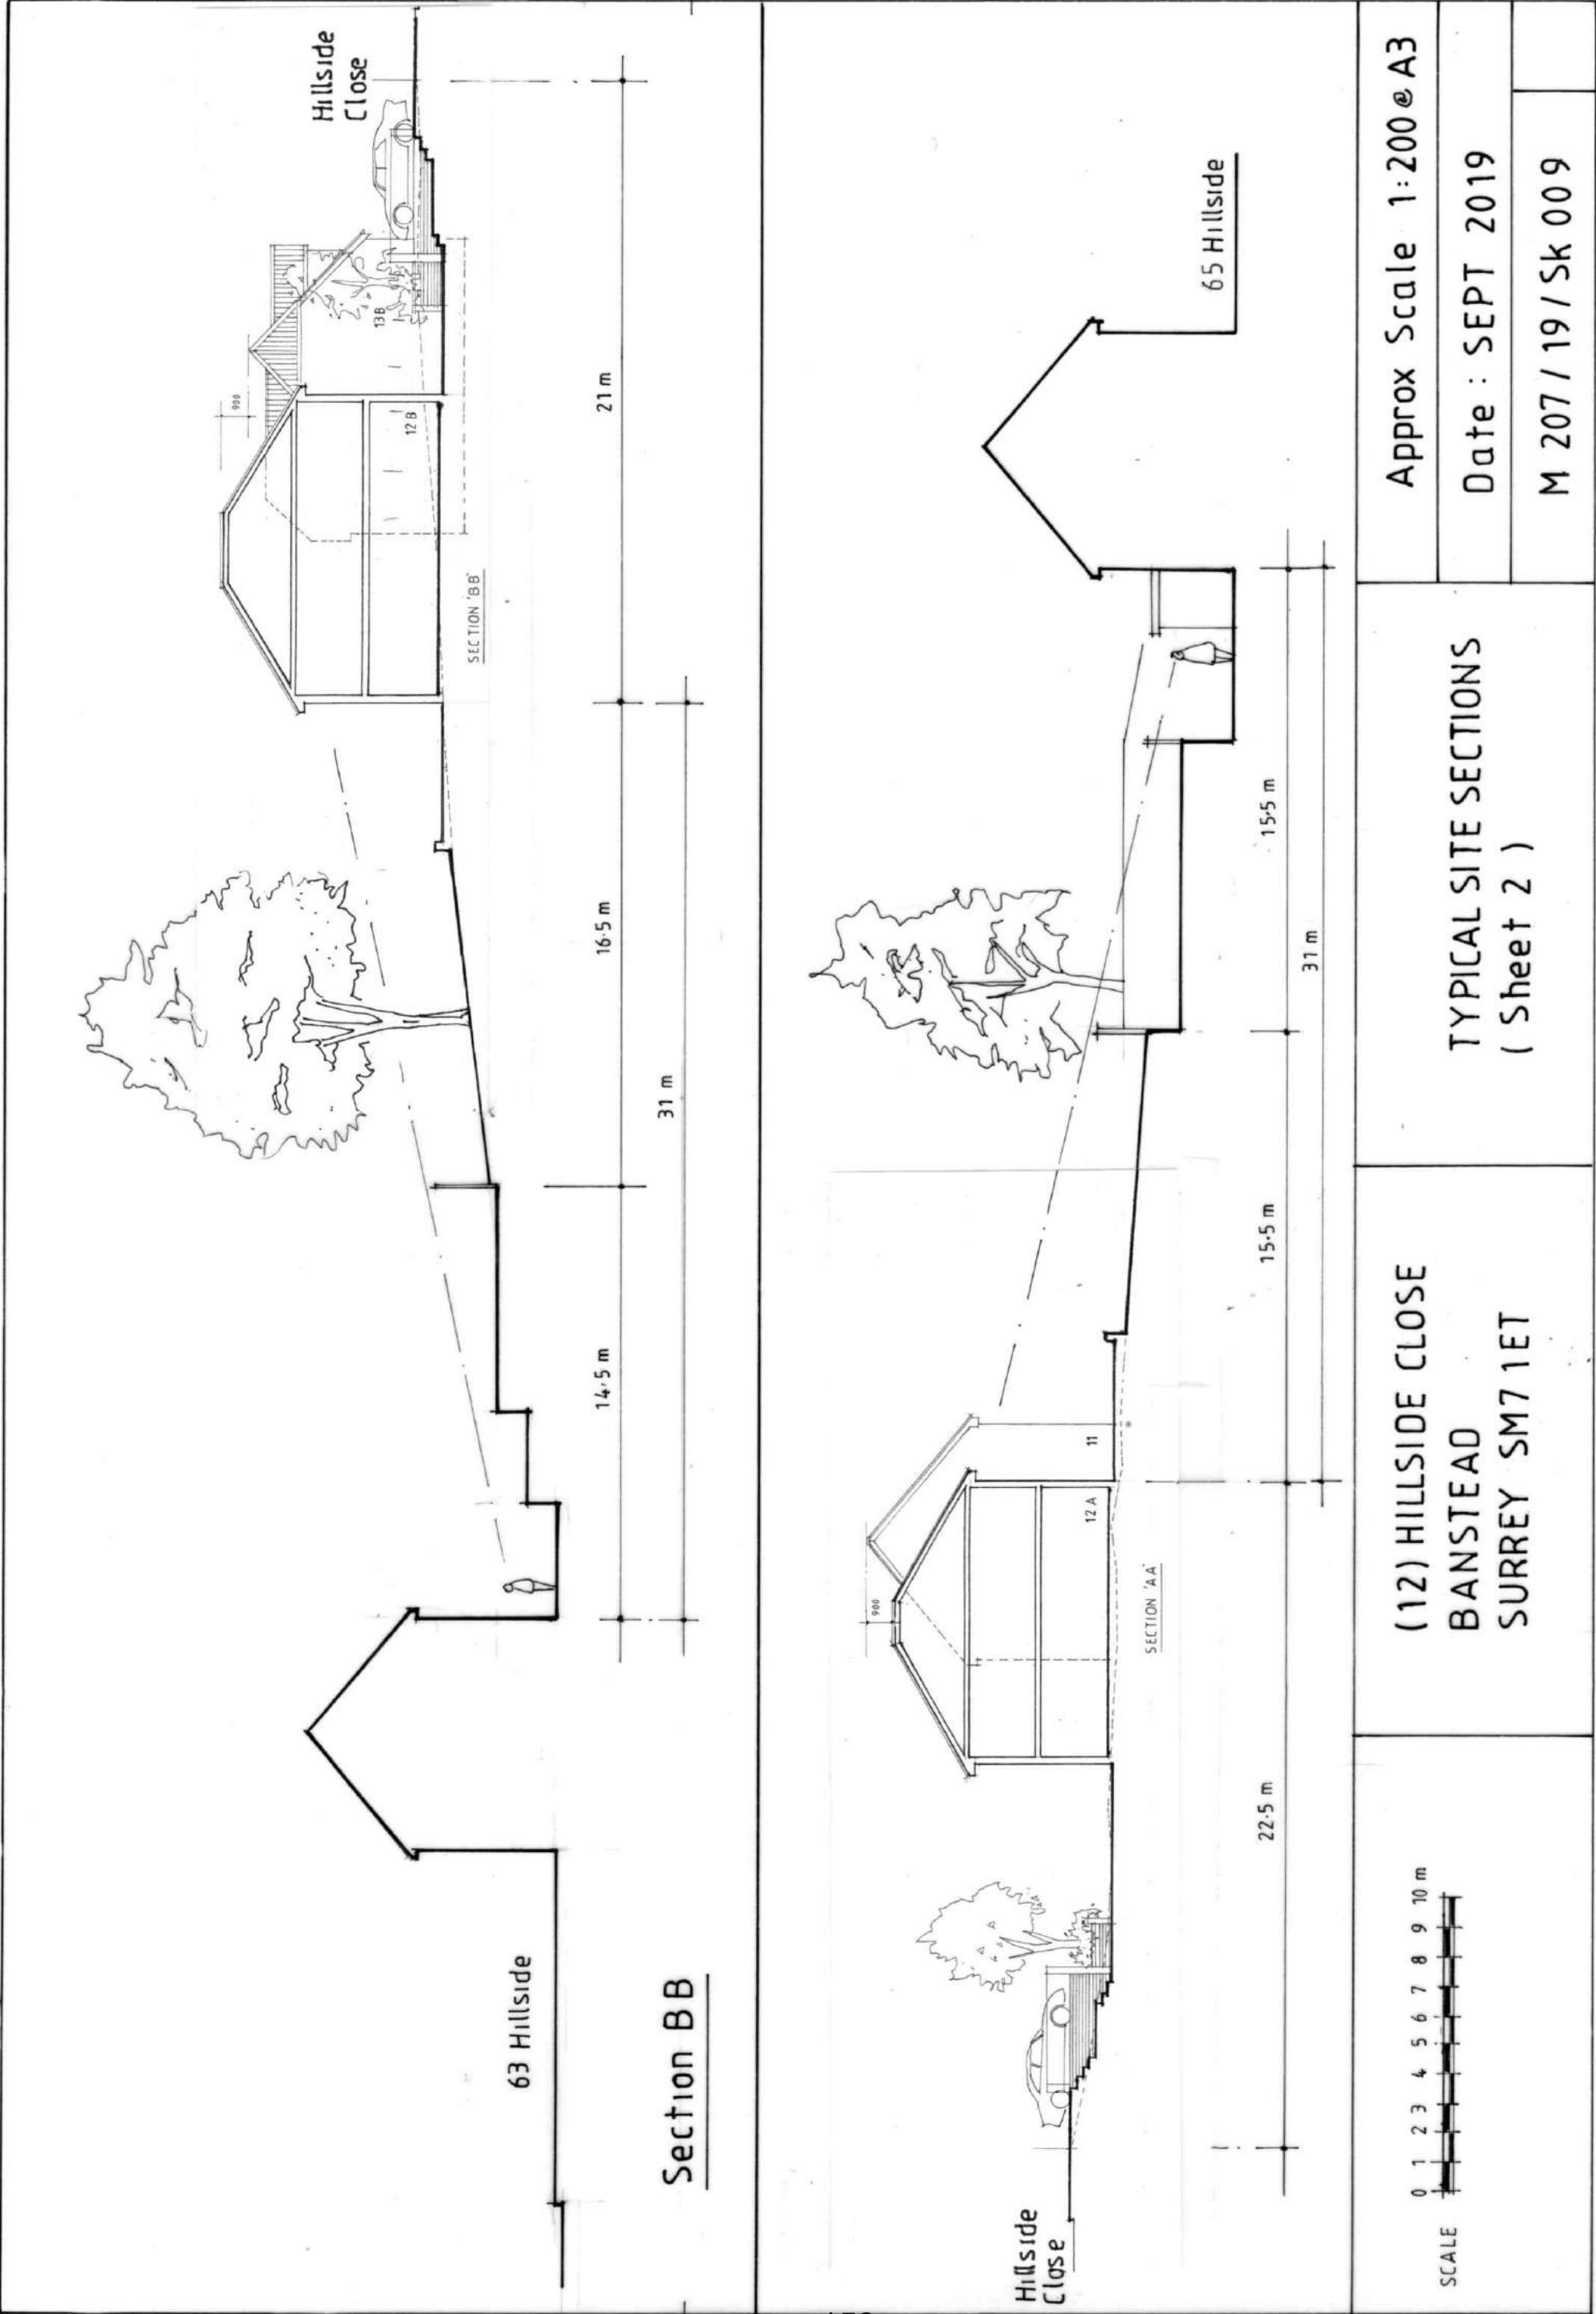 63 Hillside
Section BB
14·5 m
31 m
16·5 m
SECTION 'BB'
12 B
900
13B
21 m
Hillside
Close
Hillside
Close
22·5 m
900
12 A
11
SECTION 'AA'
15·5 m
31 m
15·5 m
65 Hillside
SCALE 0 1 2 3 4 5 6 7 8 9 10 m
(12) HILLSIDE CLOSE
BANSTEAD
SURREY SM7 1ET
TYPICAL SITE SECTIONS
( Sheet 2 )
Approx Scale 1:200@A3
Date : SEPT 2019
M 207 / 19 / Sk 009